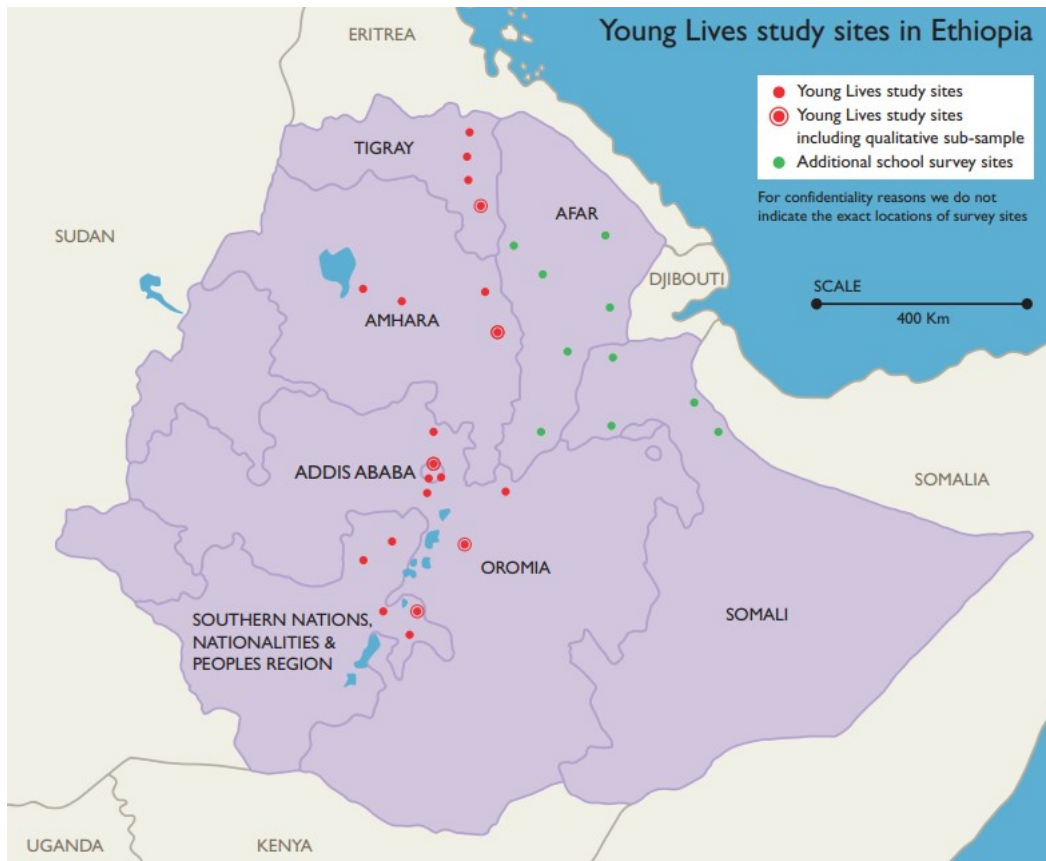 Young Lives study sites in Ethiopia
Young Lives study sites
Young Lives study sites
including qualitative sub-sample
Additional school survey sites
For confidentiality reasons we do not
indicate the exact locations of survey sites
SCALE
400 Km
ERITREA
TIGRAY
AFAR
SUDAN
DJIBOUTI
AMHARA
ADDIS ABABA
SOMALIA
OROMIA
SOUTHERN NATIONS,
NATIONALITIES &
PEOPLES REGION
SOMALI
UGANDA
KENYA